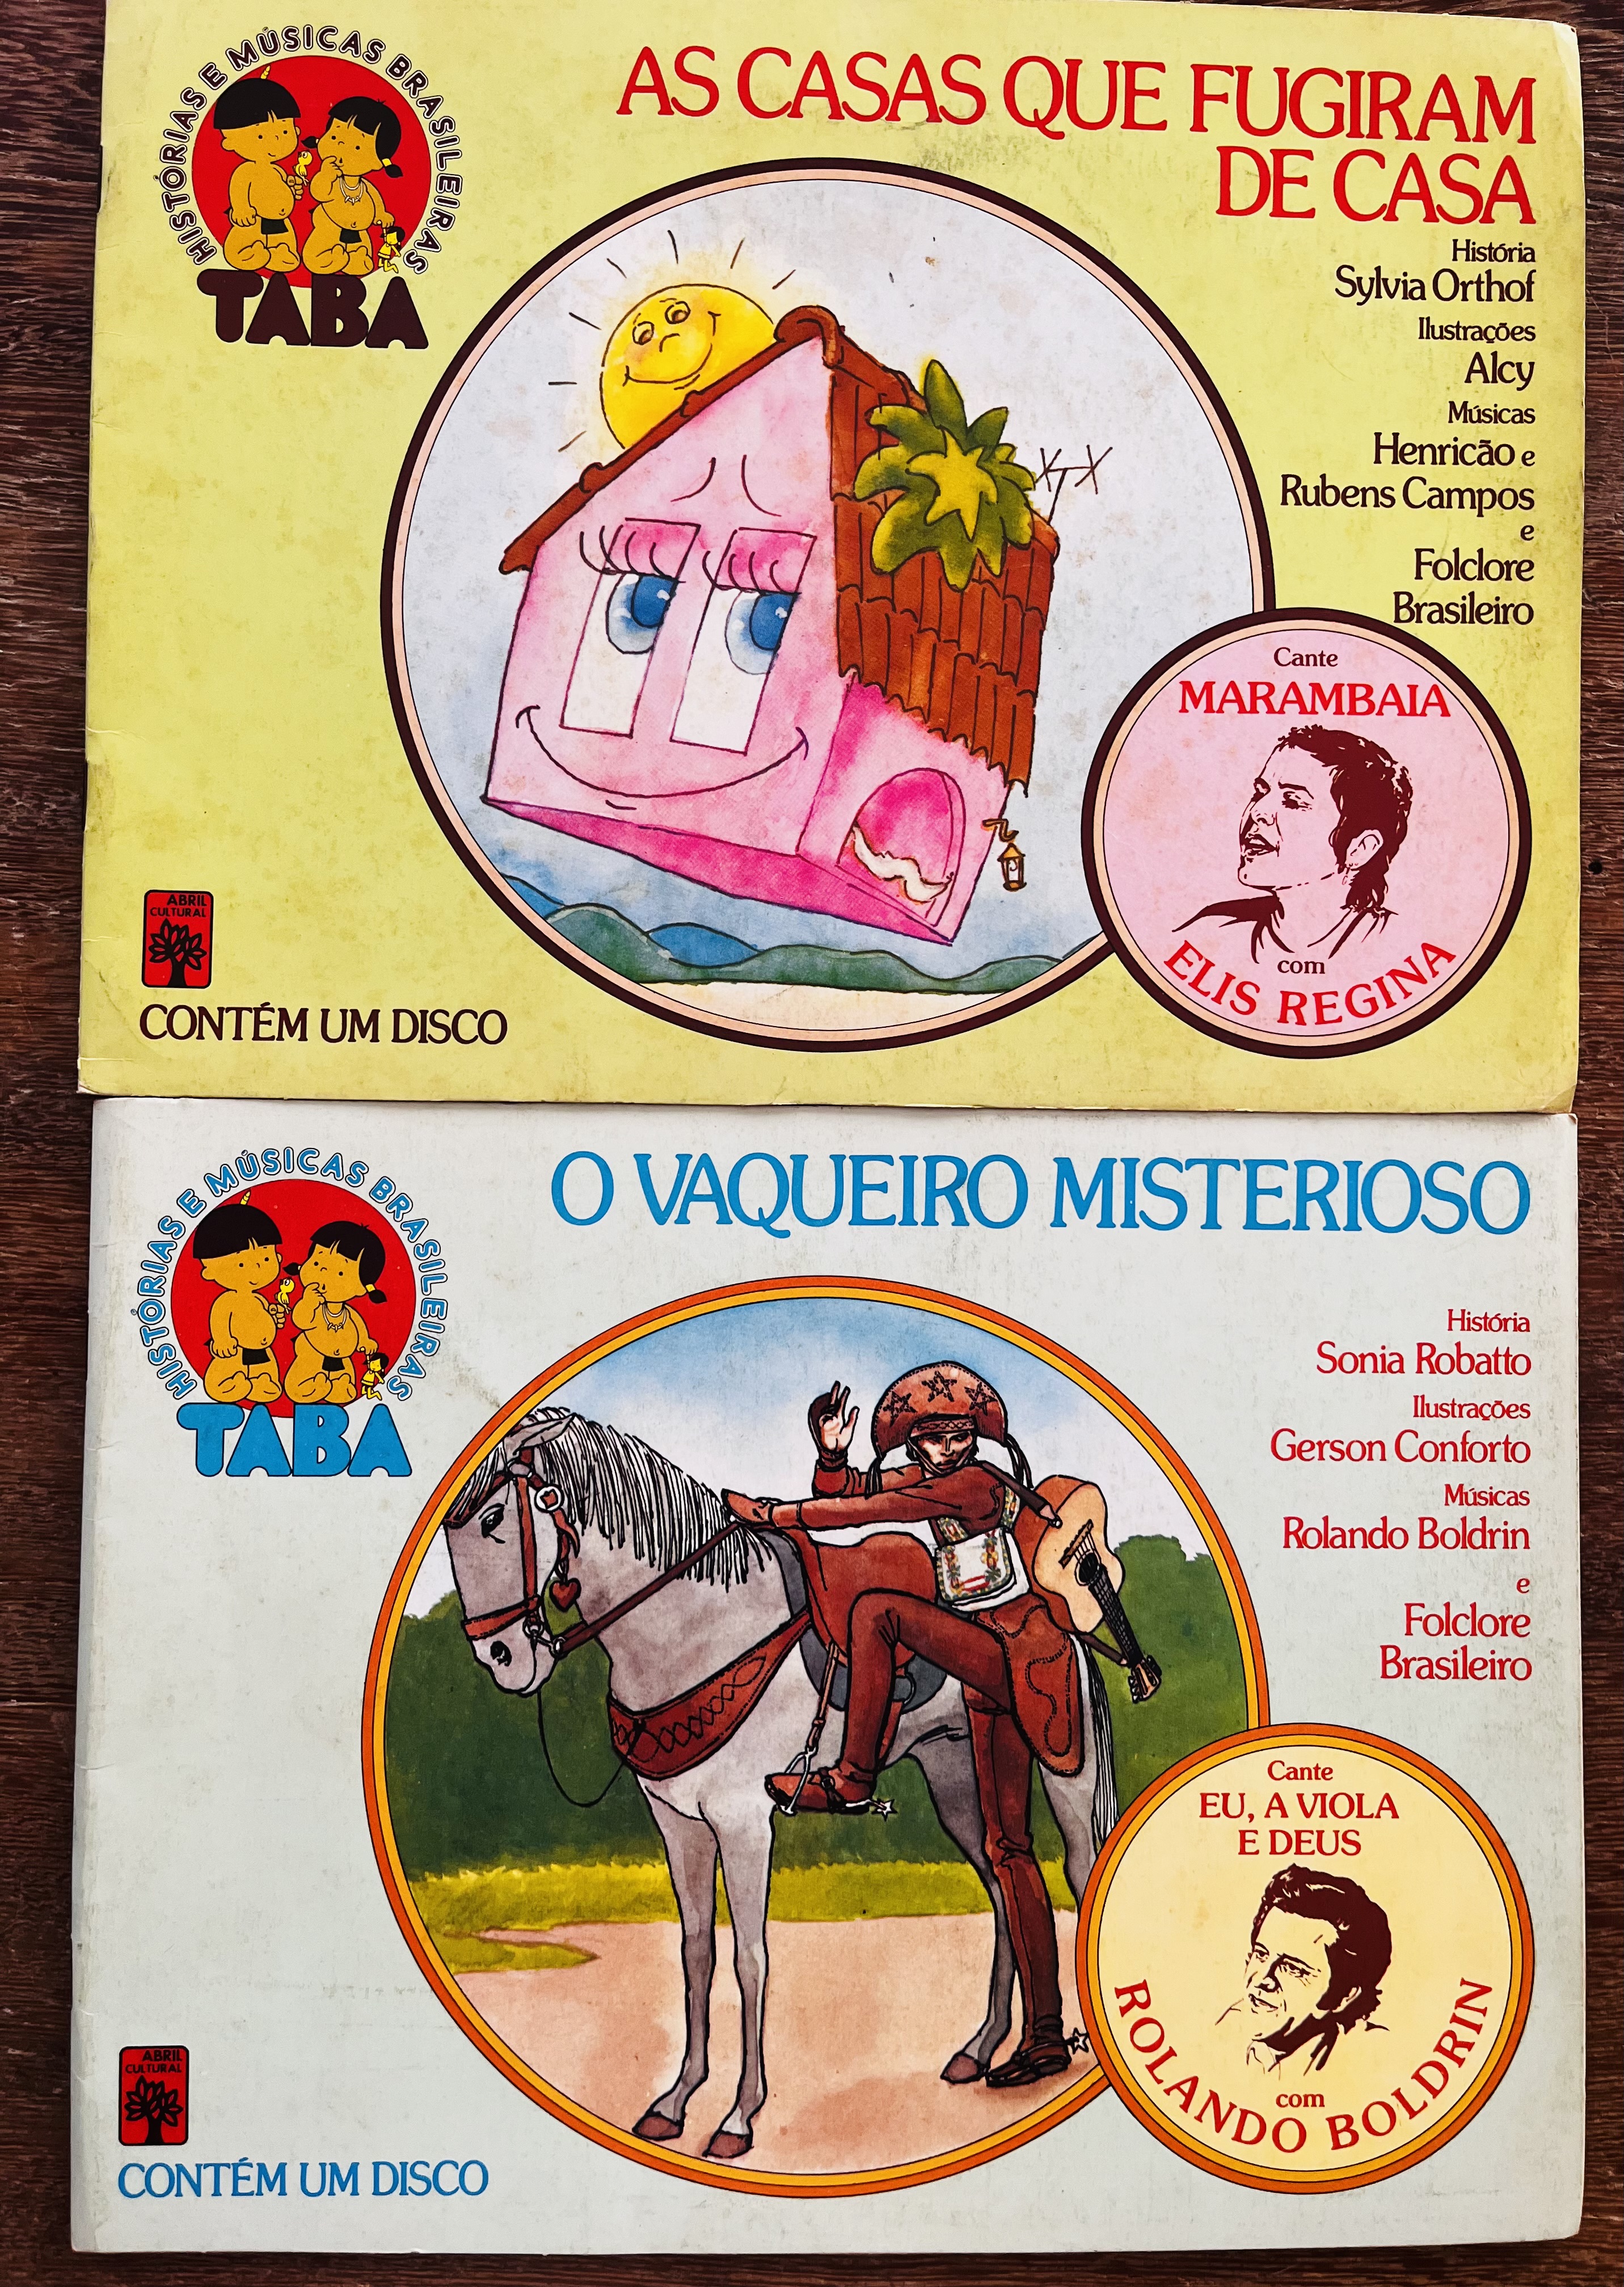 HISTÓRIAS E MÚSICAS BRASILEIRAS
TABA
AS CASAS QUE FUGIRAM
DE CASA
História
Sylvia Orthof
Ilustrações
Alcy
Músicas
Henricão e
Rubens Campos
e
Folclore
Brasileiro
Cante
MARAMBAIA
com
ELIS REGINA
ABRIL
CULTURAL
CONTÉM UM DISCO
HISTÓRIAS E MÚSICAS BRASILEIRAS
TABA
O VAQUEIRO MISTERIOSO
História
Sonia Robatto
Ilustrações
Gerson Conforto
Músicas
Rolando Boldrin
e
Folclore
Brasileiro
Cante
EU, A VIOLA
E DEUS
com
ROLANDO BOLDRIN
ABRIL
CULTURAL
CONTÉM UM DISCO